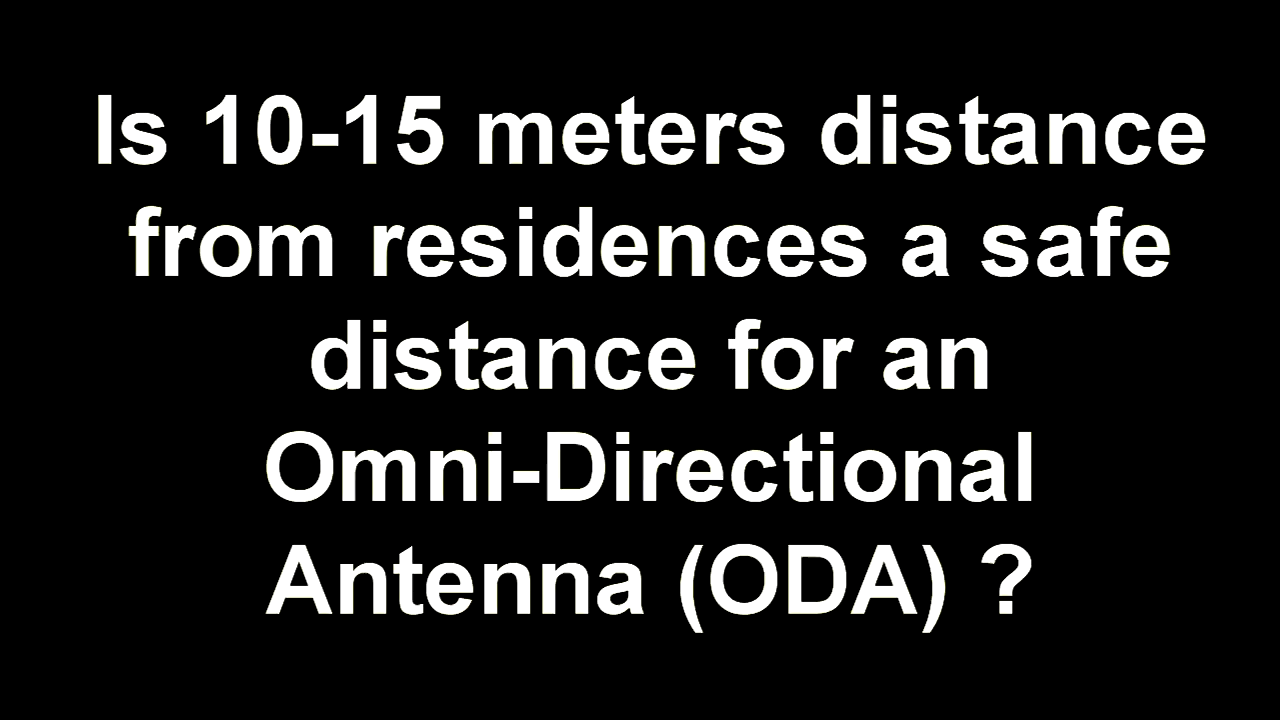 Is 10-15 meters distance
from residences a safe
distance for an
Omni-Directional
Antenna (ODA) ?